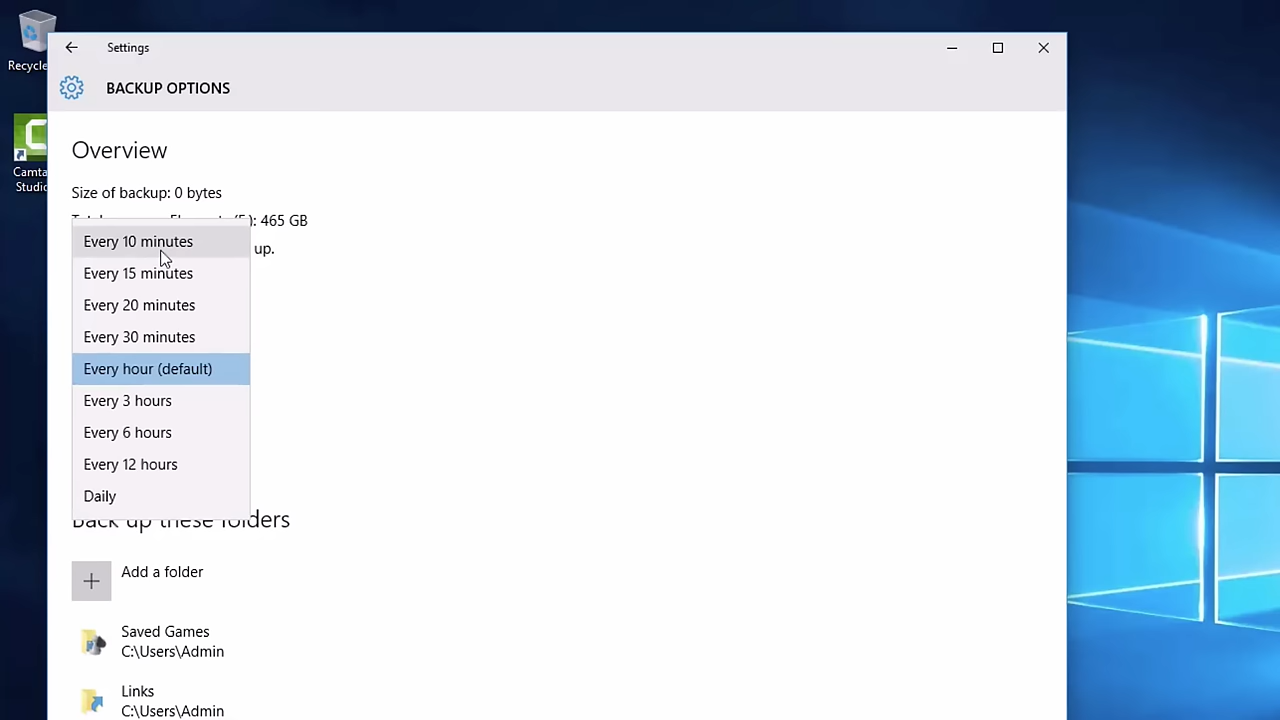 Recycle
Camta
Studio
Settings
BACKUP OPTIONS
Overview
Size of backup: 0 bytes
: 465 GB
up.
Every 10 minutes
Every 15 minutes
Every 20 minutes
Every 30 minutes
Every hour (default)
Every 3 hours
Every 6 hours
Every 12 hours
Daily
Back up these folders
Add a folder
Saved Games
C:\Users\Admin
Links
C:\Users\Admin